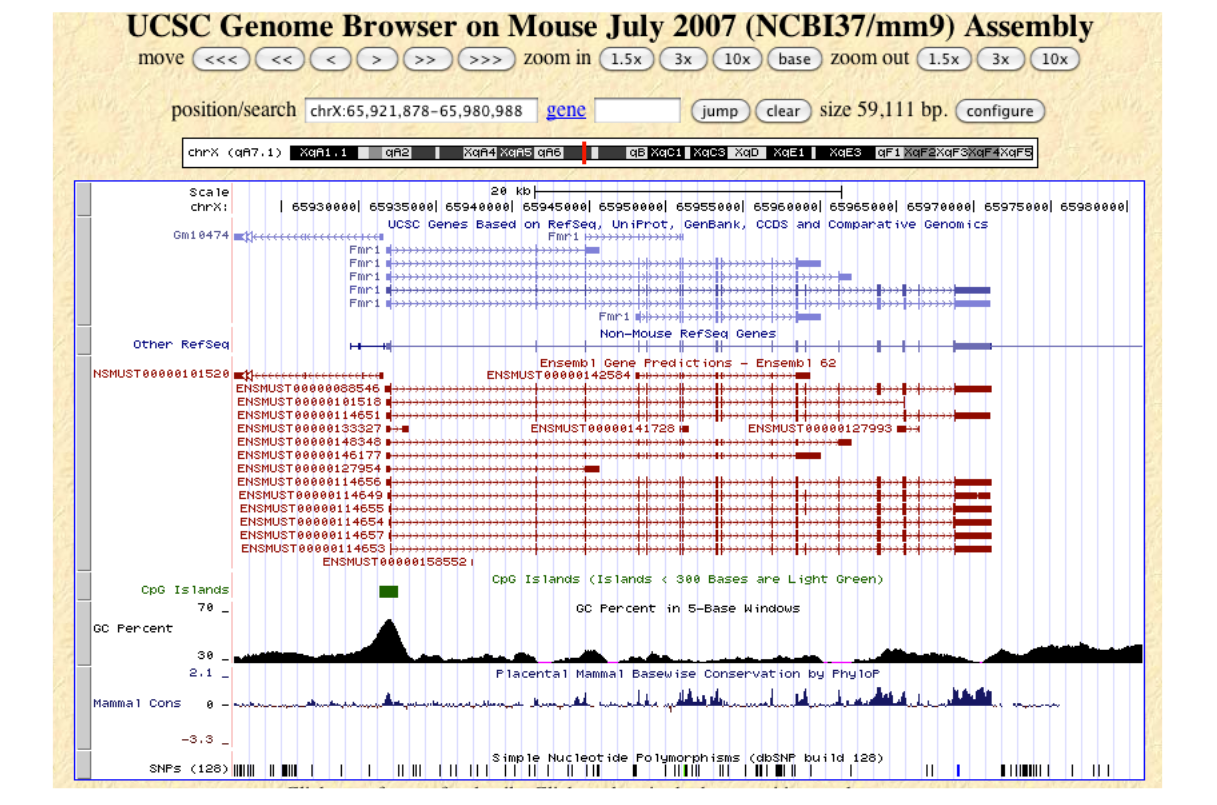 UCSC Genome Browser on Mouse July 2007 (NCBI37/mm9) Assembly
move <<< << < > >> >>> zoom in 1.5x 3x 10x base zoom out 1.5x 3x 10x
position/search chrX:65,921,878-65,980,988 gene jump clear size 59,111 bp. configure
chrX (qA7.1) XqA1.1 qA2 XqA4 XqA5 qA6 qB XqC1 XqC3 XqD XqE1 XqE3 qF1 XqF2 XqF3 XqF4 XqF5
Scale 20 kb
chrX: 65930000 65935000 65940000 65945000 65950000 65955000 65960000 65965000 65970000 65975000 65980000
UCSC Genes Based on RefSeq, UniProt, GenBank, CCDS and Comparative Genomics
Gm10474 Fmr1
Fmr1
Fmr1
Fmr1
Fmr1
Fmr1
Fmr1
Non-Mouse RefSeq Genes
Other RefSeq
Ensembl Gene Predictions - Ensembl 62
NSMUST00000101520 ENSMUST00000142584
ENSMUST00000088546
ENSMUST00000101518
ENSMUST00000114651
ENSMUST00000133327 ENSMUST00000141728 ENSMUST00000127993
ENSMUST00000148348
ENSMUST00000146177
ENSMUST00000127954
ENSMUST00000114656
ENSMUST00000114649
ENSMUST00000114655
ENSMUST00000114654
ENSMUST00000114657
ENSMUST00000114653
ENSMUST00000158552
CpG Islands (Islands < 300 Bases are Light Green)
CpG Islands
70 _ GC Percent in 5-Base Windows
GC Percent
30 _
2.1 _ Placental Mammal Basewise Conservation by PhyloP
Mammal Cons 0 _
-3.3 _
Simple Nucleotide Polymorphisms (dbSNP build 128)
SNPs (128)